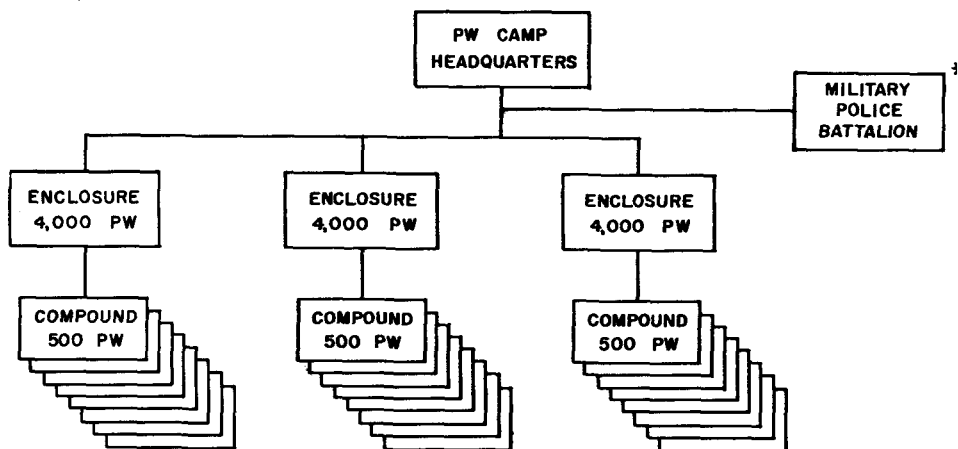 PW CAMP
HEADQUARTERS
*
MILITARY
POLICE
BATTALION
ENCLOSURE
4,000 PW
ENCLOSURE
4,000 PW
ENCLOSURE
4,000 PW
COMPOUND
500 PW
COMPOUND
500 PW
COMPOUND
500 PW